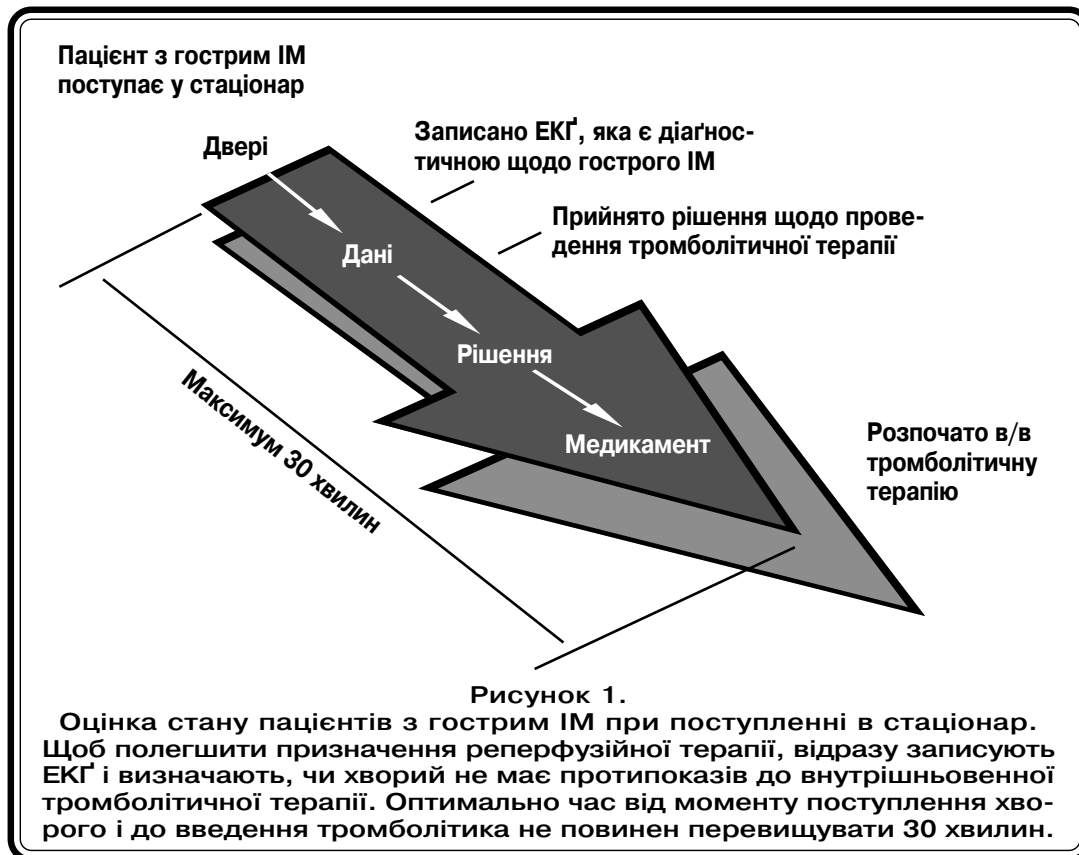 Пацієнт з гострим ІМ
поступає у стаціонар
Двері
Записано ЕКҐ, яка є діаґнос-
тичною щодо гострого ІМ
Прийнято рішення щодо прове-
дення тромболітичної терапії
Дані
Рішення
Медикамент
Максимум 30 хвилин
Розпочато в/в
тромболітичну
терапію
Рисунок 1.
Оцінка стану пацієнтів з гострим ІМ при поступленні в стаціонар.
Щоб полегшити призначення реперфузійної терапії, відразу записують
ЕКҐ і визначають, чи хворий не має протипоказів до внутрішньовенної
тромболітичної терапії. Оптимально час від моменту поступлення хво-
рого і до введення тромболітика не повинен перевищувати 30 хвилин.